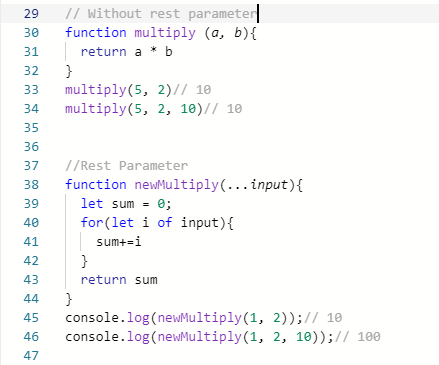 29 // Without rest parameter
30 function multiply (a, b){
31 return a * b
32 }
33 multiply(5, 2)// 10
34 multiply(5, 2, 10)// 10
35
36
37 //Rest Parameter
38 function newMultiply(...input){
39 let sum = 0;
40 for(let i of input){
41 sum+=i
42 }
43 return sum
44 }
45 console.log(newMultiply(1, 2));// 10
46 console.log(newMultiply(1, 2, 10));// 100
47